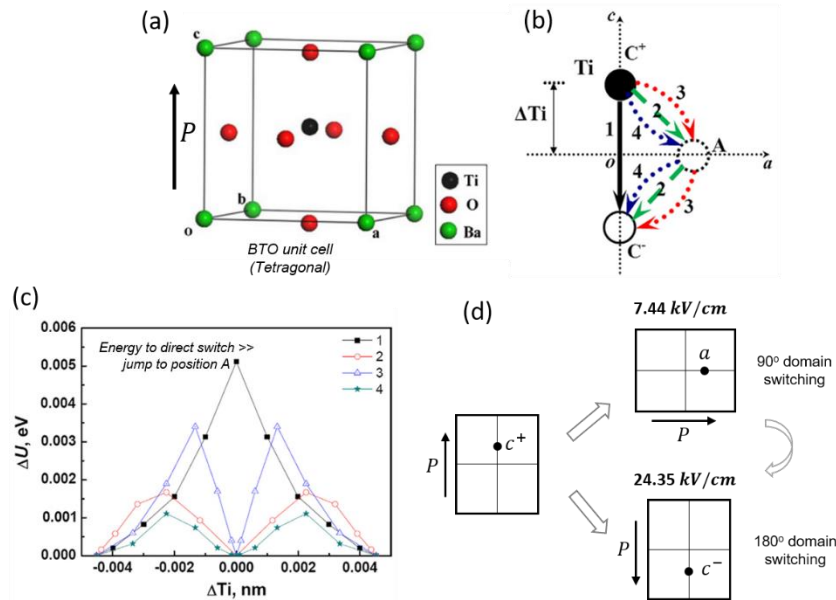 (a)
c
P
b
o
a
BTO unit cell
(Tetragonal)
Ti
O
Ba
(b)
c
C+
Ti
ΔTi
1
2
3
4
A
o
a
4
2
3
C-
(c)
Energy to direct switch >>
jump to position A
1
2
3
4
ΔU, eV
0.006
0.005
0.004
0.003
0.002
0.001
0.000
-0.004 -0.002 0.000 0.002 0.004
ΔTi, nm
(d)
7.44 kV/cm
a
P
90° domain
switching
P
c+
24.35 kV/cm
P
c−
180° domain
switching